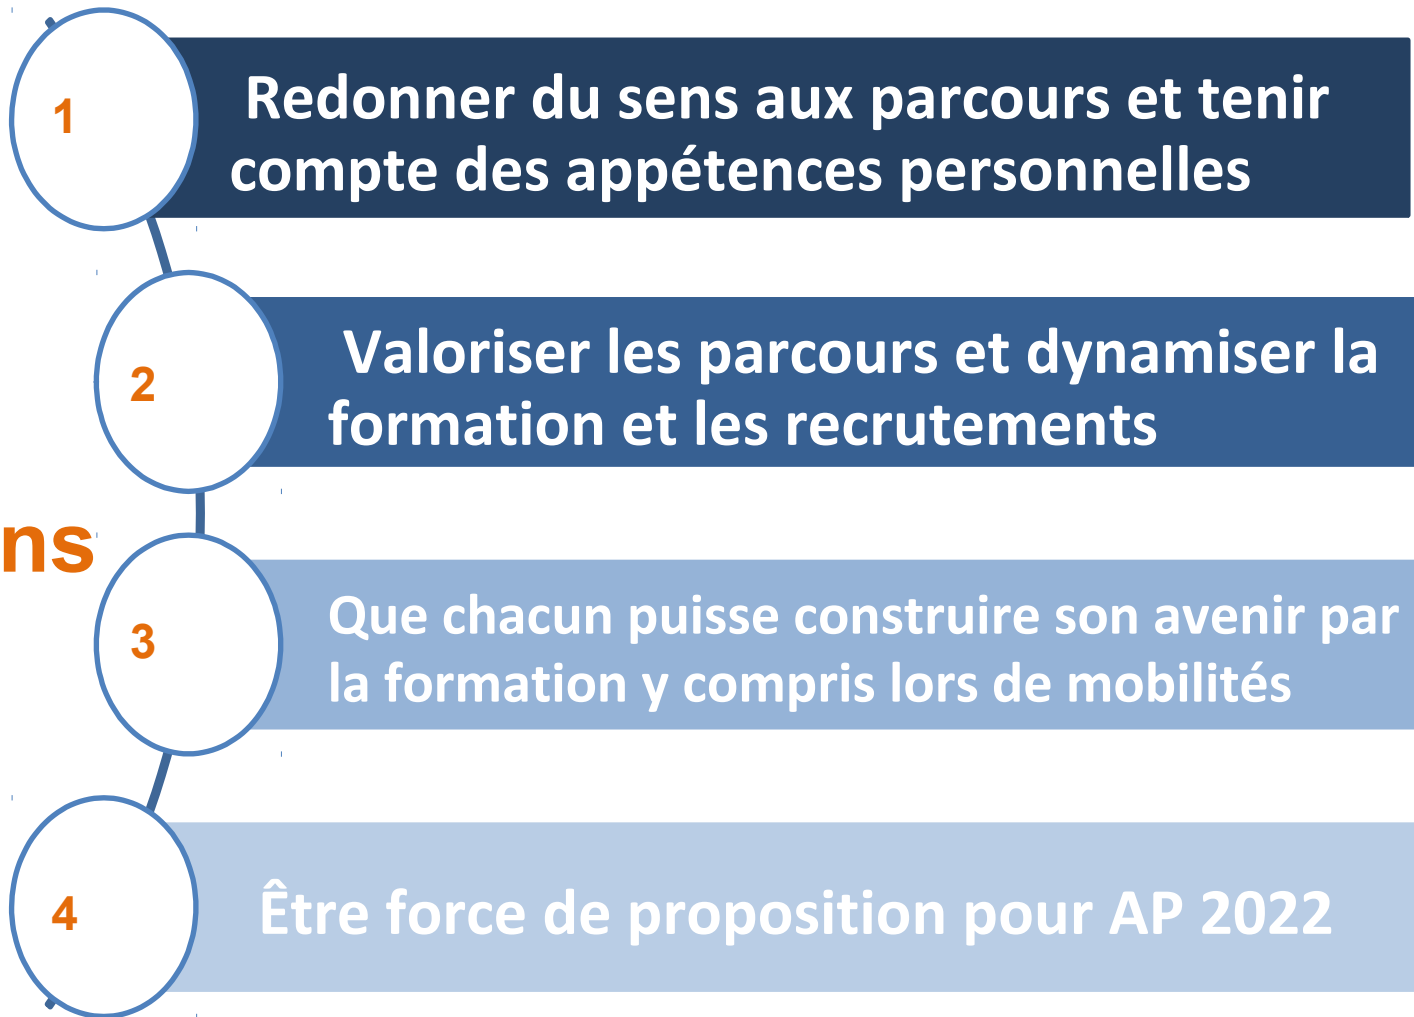 1
Redonner du sens aux parcours et tenir
compte des appétences personnelles
2
Valoriser les parcours et dynamiser la
formation et les recrutements
ns
3
Que chacun puisse construire son avenir par
la formation y compris lors de mobilités
4
Être force de proposition pour AP 2022